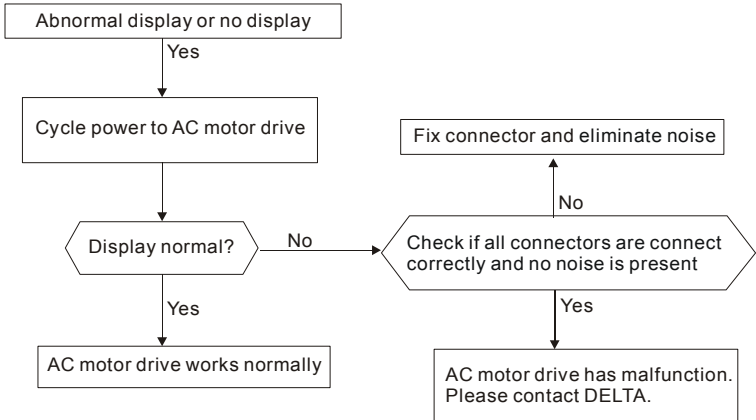 Abnormal display or no display
Yes
Cycle power to AC motor drive
Fix connector and eliminate noise
No
Display normal?
No
Check if all connectors are connect
correctly and no noise is present
Yes
Yes
AC motor drive works normally
AC motor drive has malfunction.
Please contact DELTA.